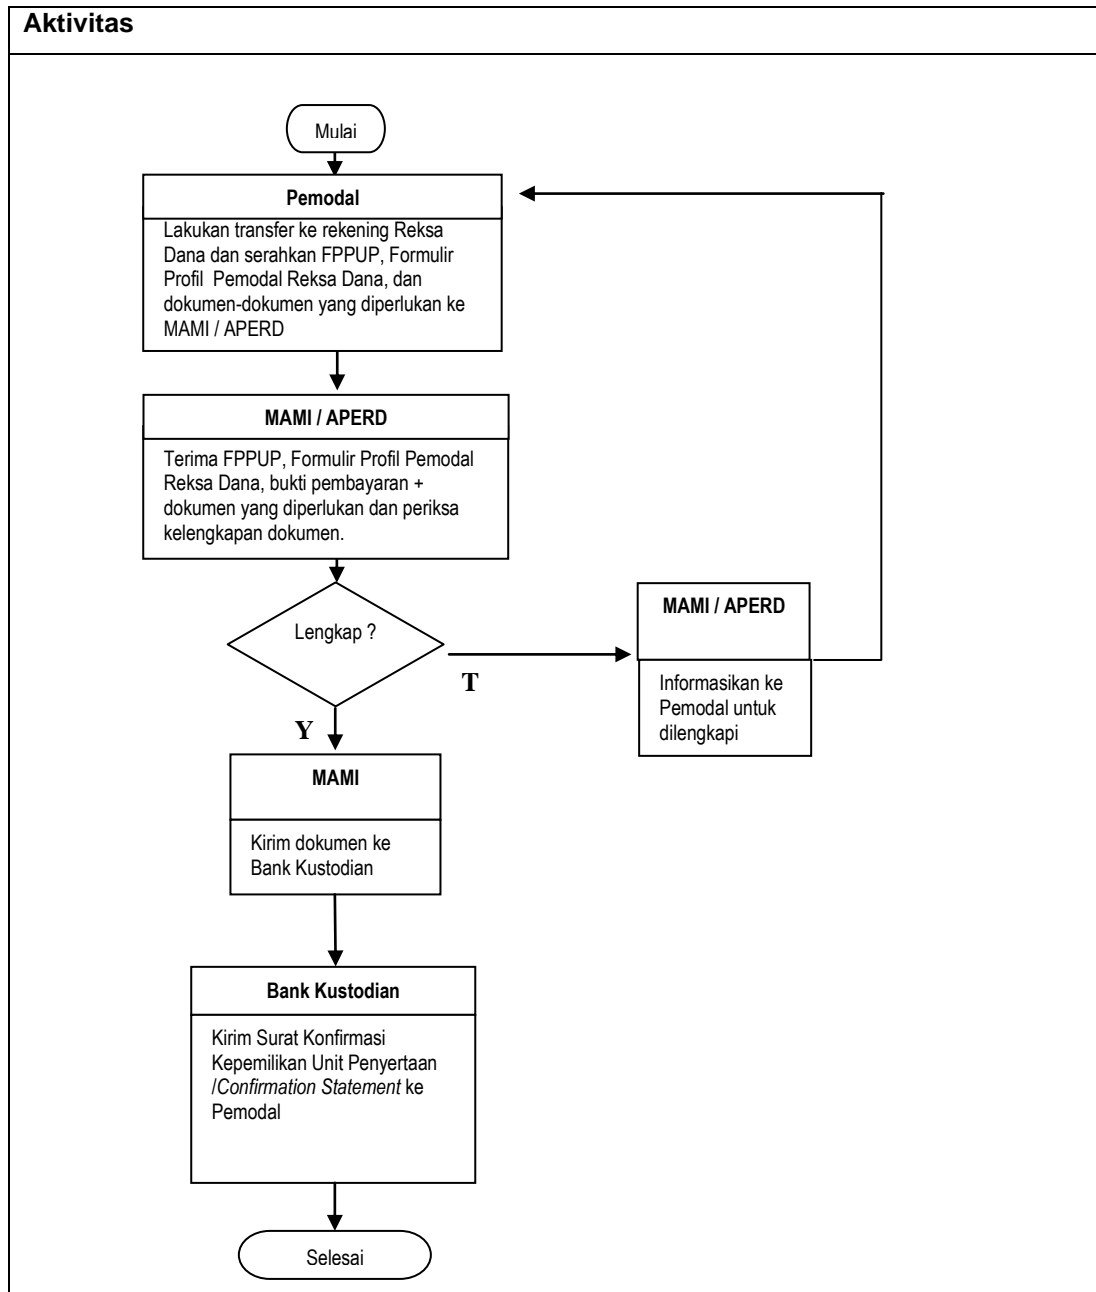 Aktivitas
Mulai
Pemodal
Lakukan transfer ke rekening Reksa
Dana dan serahkan FPPUP, Formulir
Profil Pemodal Reksa Dana, dan
dokumen-dokumen yang diperlukan ke
MAMI / APERD
MAMI / APERD
Terima FPPUP, Formulir Profil Pemodal
Reksa Dana, bukti pembayaran +
dokumen yang diperlukan dan periksa
kelengkapan dokumen.
Lengkap ?
T
MAMI / APERD
Informasikan ke
Pemodal untuk
dilengkapi
Y
MAMI
Kirim dokumen ke
Bank Kustodian
Bank Kustodian
Kirim Surat Konfirmasi
Kepemilikan Unit Penyertaan
/Confirmation Statement ke
Pemodal
Selesai